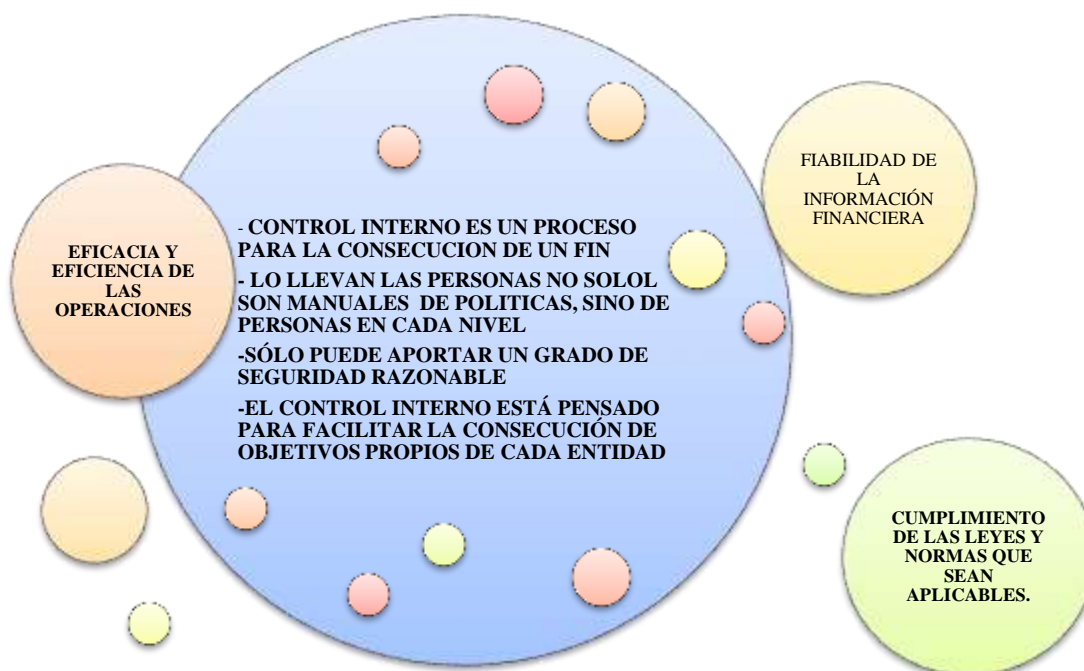 EFICACIA Y
EFICIENCIA DE
LAS
OPERACIONES
- CONTROL INTERNO ES UN PROCESO
PARA LA CONSECUCION DE UN FIN
- LO LLEVAN LAS PERSONAS NO SOLOL
SON MANUALES DE POLITICAS, SINO DE
PERSONAS EN CADA NIVEL
-SÓLO PUEDE APORTAR UN GRADO DE
SEGURIDAD RAZONABLE
-EL CONTROL INTERNO ESTÁ PENSADO
PARA FACILITAR LA CONSECUCIÓN DE
OBJETIVOS PROPIOS DE CADA ENTIDAD
FIABILIDAD DE
LA
INFORMACIÓN
FINANCIERA
CUMPLIMIENTO
DE LAS LEYES Y
NORMAS QUE
SEAN
APLICABLES.